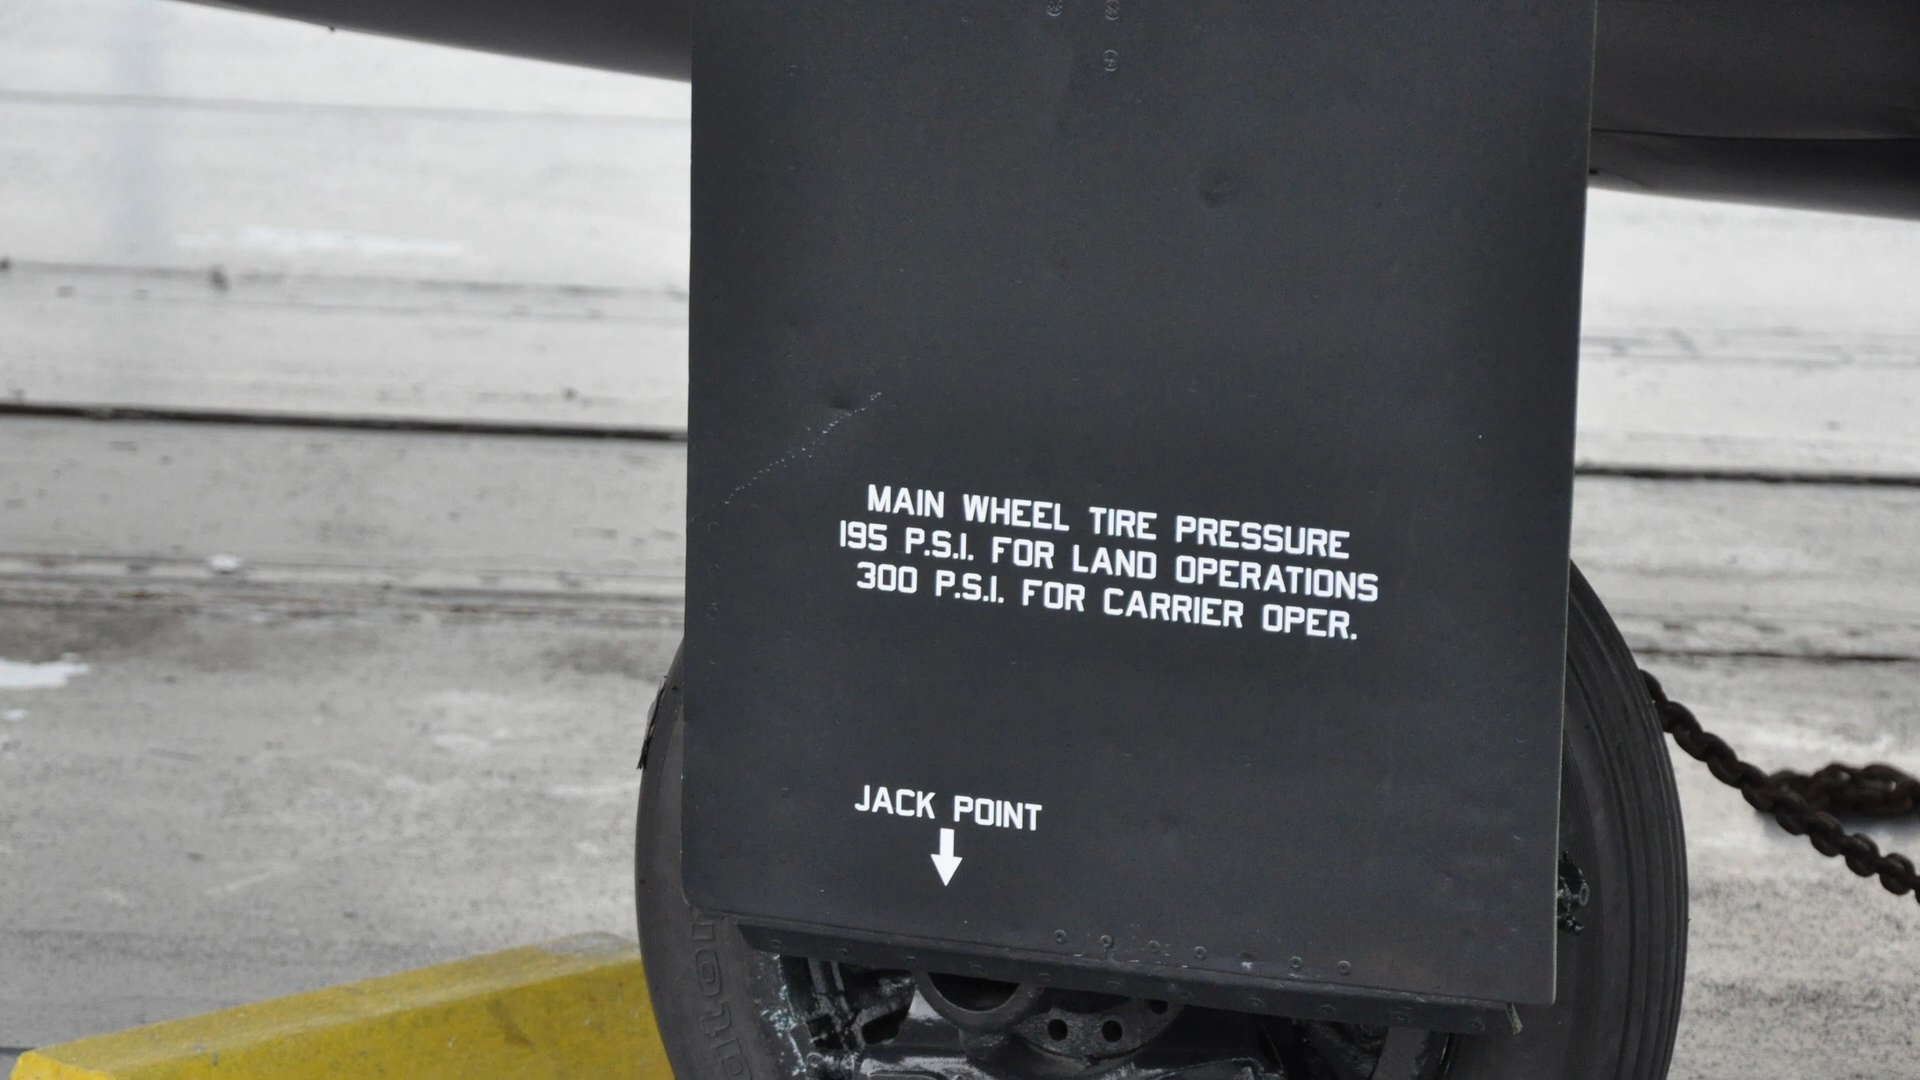 MAIN WHEEL TIRE PRESSURE
195 P.S.I. FOR LAND OPERATIONS
300 P.S.I. FOR CARRIER OPER.
JACK POINT